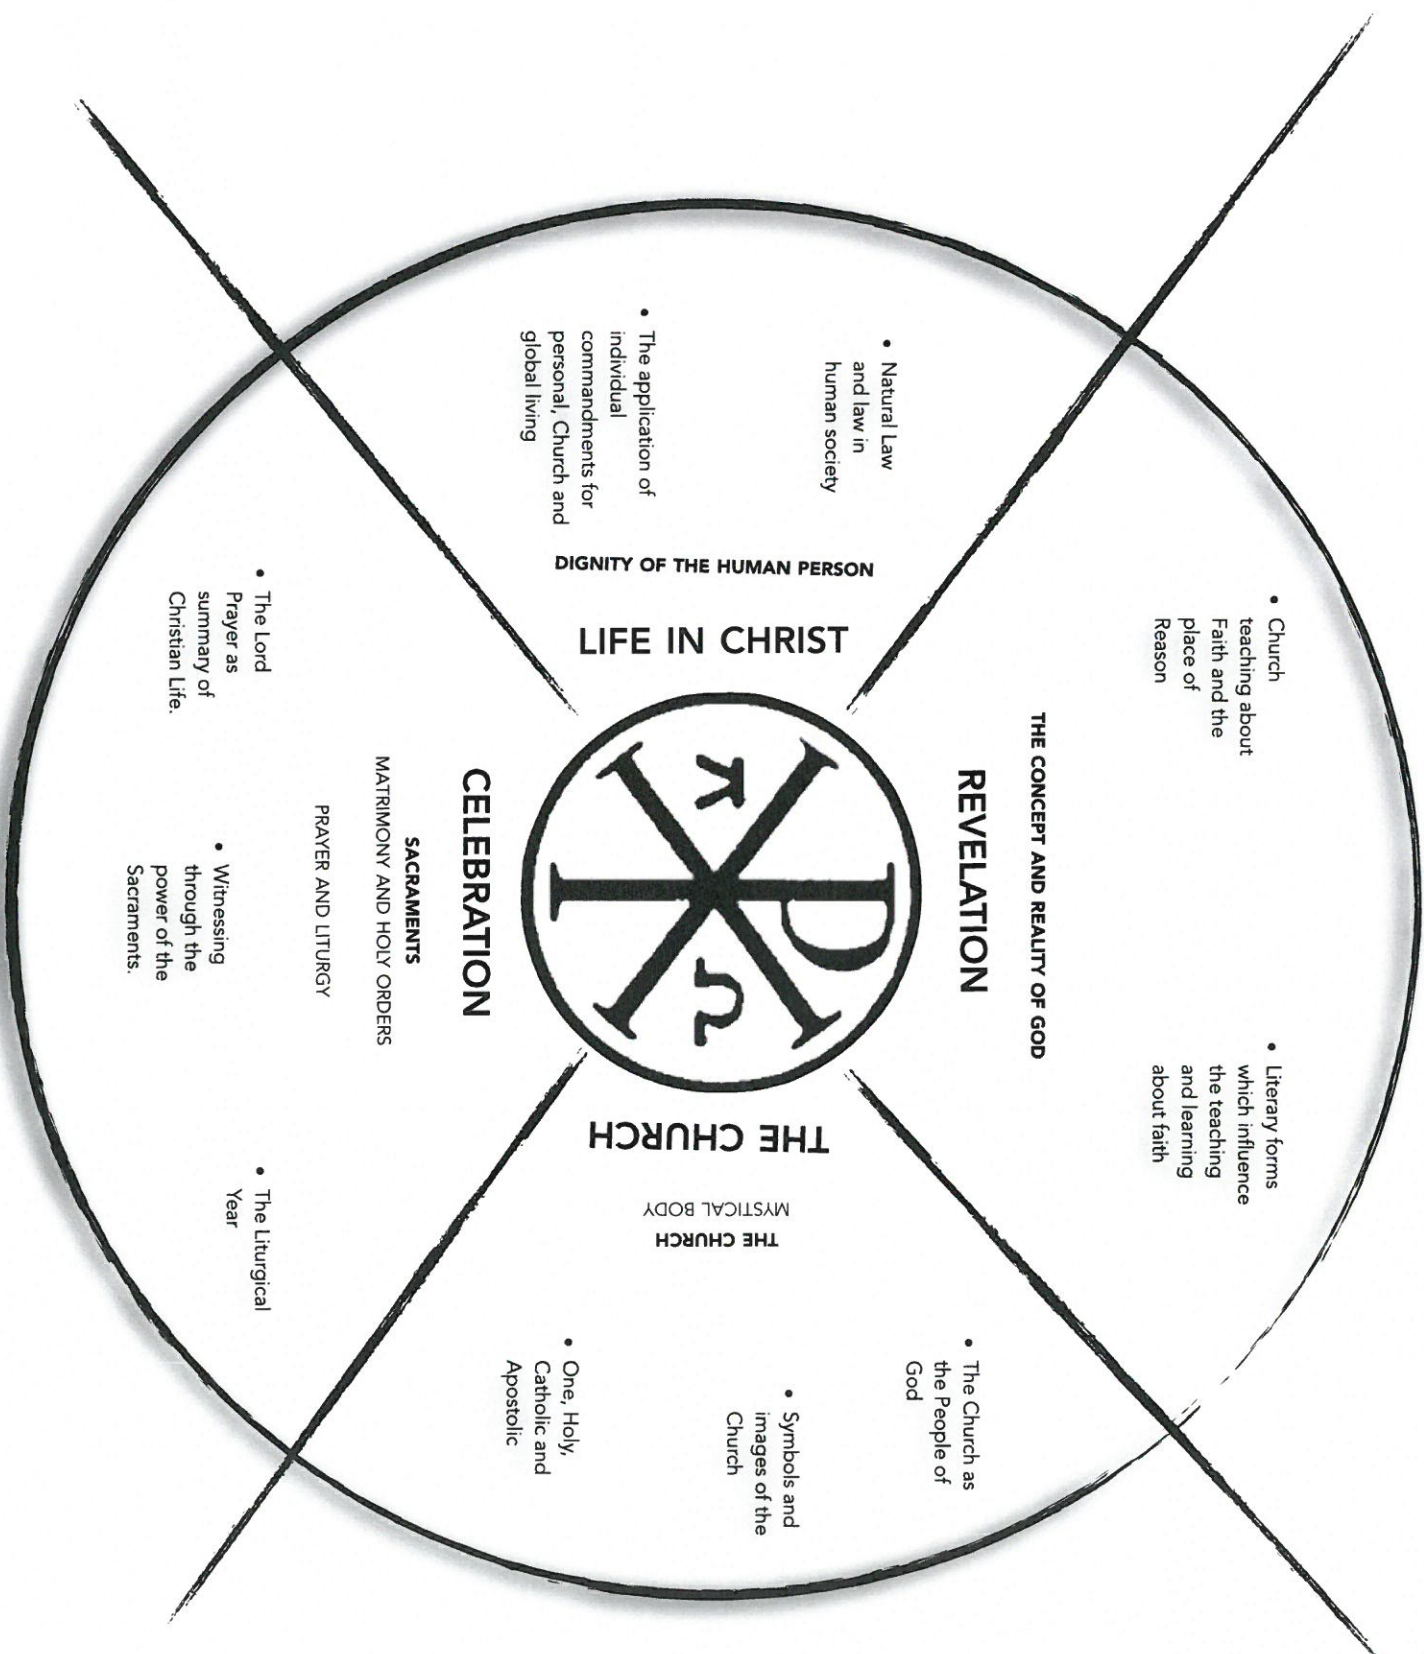 REVELATION
THE CONCEPT AND REALITY OF GOD
• Church
teaching about
Faith and the
place of
Reason
• Literary forms
which influence
the teaching
and learning
about faith
THE CHURCH
THE CHURCH
MYSTICAL BODY
• The Church as
the People of
God
• Symbols and
images of the
Church
• One, Holy,
Catholic and
Apostolic
CELEBRATION
SACRAMENTS
MATRIMONY AND HOLY ORDERS
PRAYER AND LITURGY
• The Lord
Prayer as
summary of
Christian Life.
• Witnessing
through the
power of the
Sacraments.
• The Liturgical
Year
LIFE IN CHRIST
DIGNITY OF THE HUMAN PERSON
• Natural Law
and law in
human society
• The application of
individual
commandments for
personal, Church and
global living